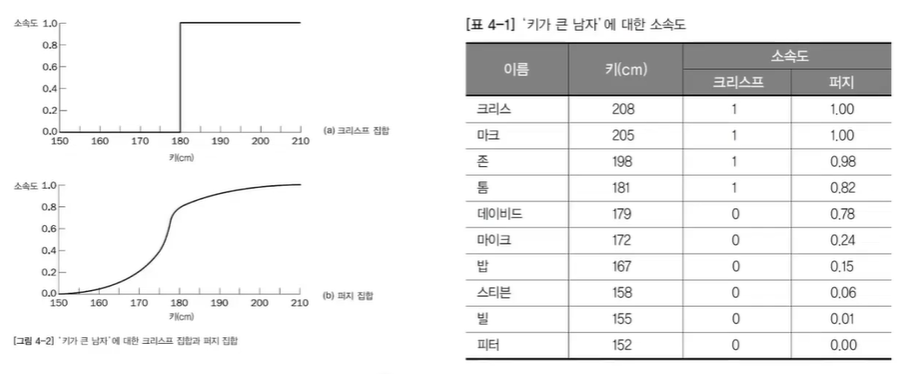 소속도 1.0
0.8
0.6
0.4
0.2
0.0
150 160 170 180 190 200 210
키(cm)
(a) 크리스프 집합
소속도 1.0
0.8
0.6
0.4
0.2
0.0
150 160 170 180 190 200 210
키(cm)
(b) 퍼지 집합
[그림 4-2] ‘키가 큰 남자’에 대한 크리스프 집합과 퍼지 집합
[표 4-1] ‘키가 큰 남자’에 대한 소속도
이름 키(cm) 소속도
크리스프 퍼지
크리스 208 1 1.00
마크 205 1 1.00
존 198 1 0.98
톰 181 1 0.82
데이비드 179 0 0.78
마이크 172 0 0.24
밥 167 0 0.15
스티븐 158 0 0.06
빌 155 0 0.01
피터 152 0 0.00